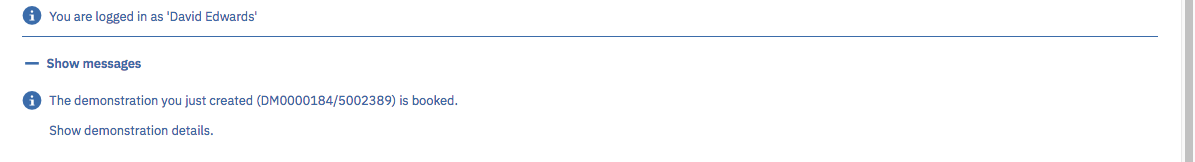 You are logged in as 'David Edwards'
Show messages
The demonstration you just created (DM0000184/5002389) is booked.
Show demonstration details.